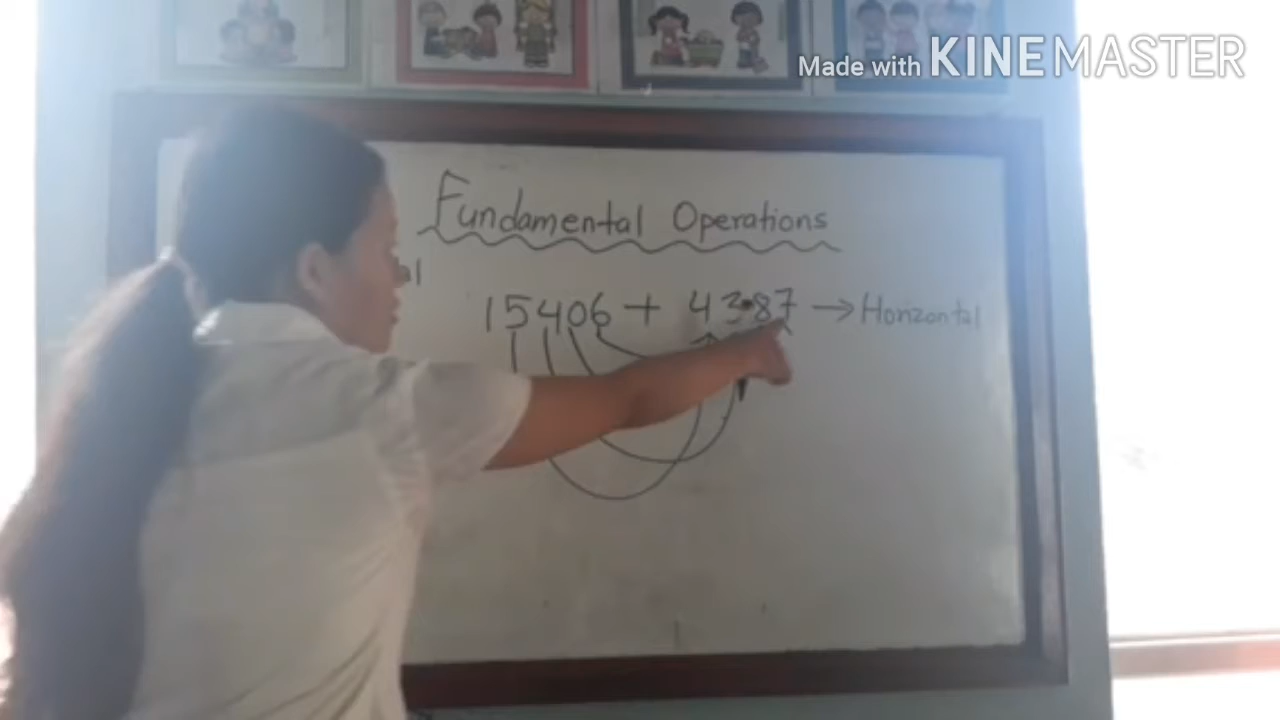 Made with KINEMASTER
Fundamental Operations
15406 + 4387 → Horizontal